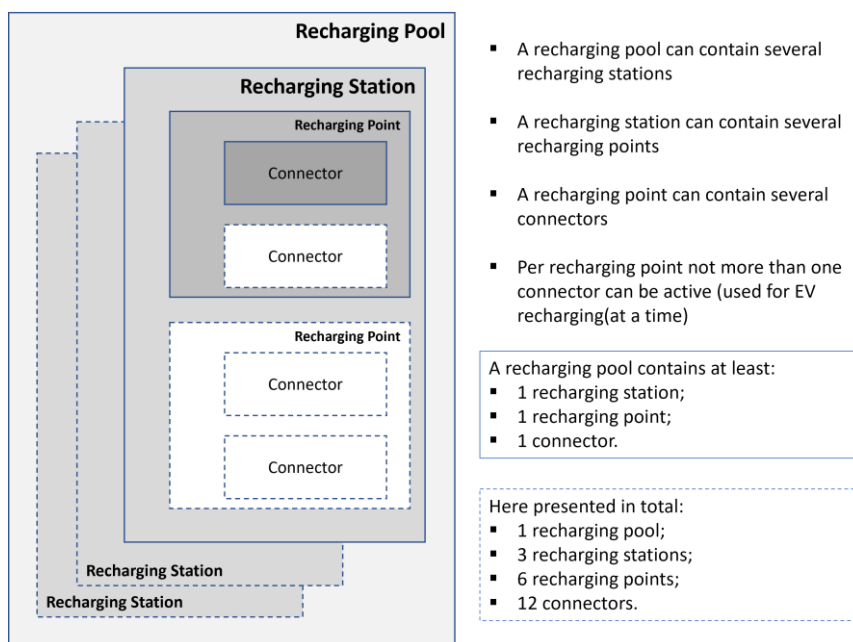 Recharging Pool
Recharging Station
Recharging Point
Connector
Connector
Recharging Point
Connector
Connector
Recharging Station
Recharging Station
▪ A recharging pool can contain several
recharging stations
▪ A recharging station can contain several
recharging points
▪ A recharging point can contain several
connectors
▪ Per recharging point not more than one
connector can be active (used for EV
recharging(at a time)
A recharging pool contains at least:
▪ 1 recharging station;
▪ 1 recharging point;
▪ 1 connector.
Here presented in total:
▪ 1 recharging pool;
▪ 3 recharging stations;
▪ 6 recharging points;
▪ 12 connectors.